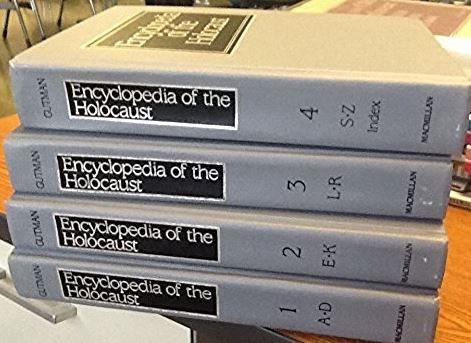 Encyclopedia
of the
Holocaust
GUTMAN
Encyclopedia of the
Holocaust
4
S·Z
Index
MACMILLAN
GUTMAN
Encyclopedia of the
Holocaust
3
L·R
MACMILLAN
GUTMAN
Encyclopedia of the
Holocaust
2
E·K
MACMILLAN
GUTMAN
Encyclopedia of the
Holocaust
1
A·D
MACMILLAN